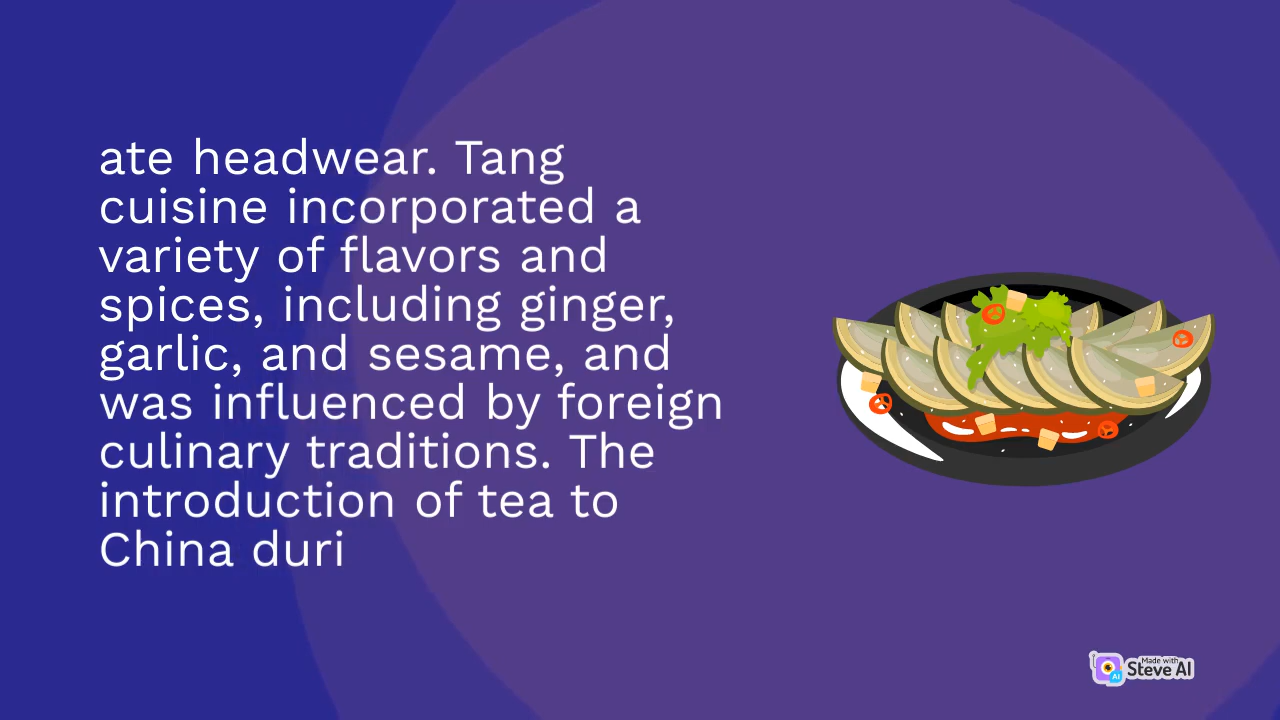 ate headwear. Tang
cuisine incorporated a
variety of flavors and
spices, including ginger,
garlic, and sesame, and
was influenced by foreign
culinary traditions. The
introduction of tea to
China duri
Made with
Steve AI
AI